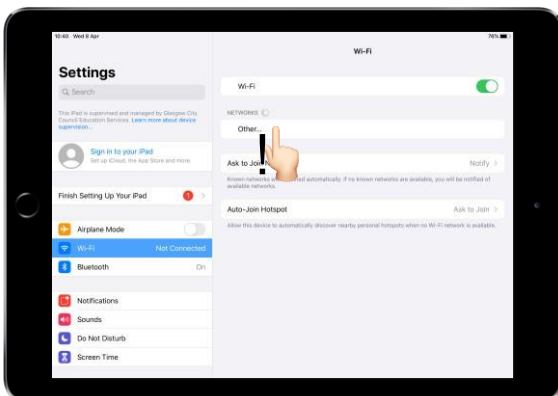 10:40 Wed 8 Apr
76%
Settings
Search
This iPad is supervised and managed by Glasgow City
Council Education Services. Learn more about device
supervision...
Sign in to your iPad
Set up iCloud, the App Store and more.
Finish Setting Up Your iPad
1
Airplane Mode
Wi-Fi
Not Connected
Bluetooth
On
Notifications
Sounds
Do Not Disturb
Screen Time
Wi-Fi
Wi-Fi
NETWORKS
Other...
!
Ask to Join
Notify
Known networks automatically. If no known networks are available, you will be notified of
available networks.
Auto-Join Hotspot
Ask to Join
Allow this device to automatically discover nearby personal hotspots when no Wi-Fi network is available.